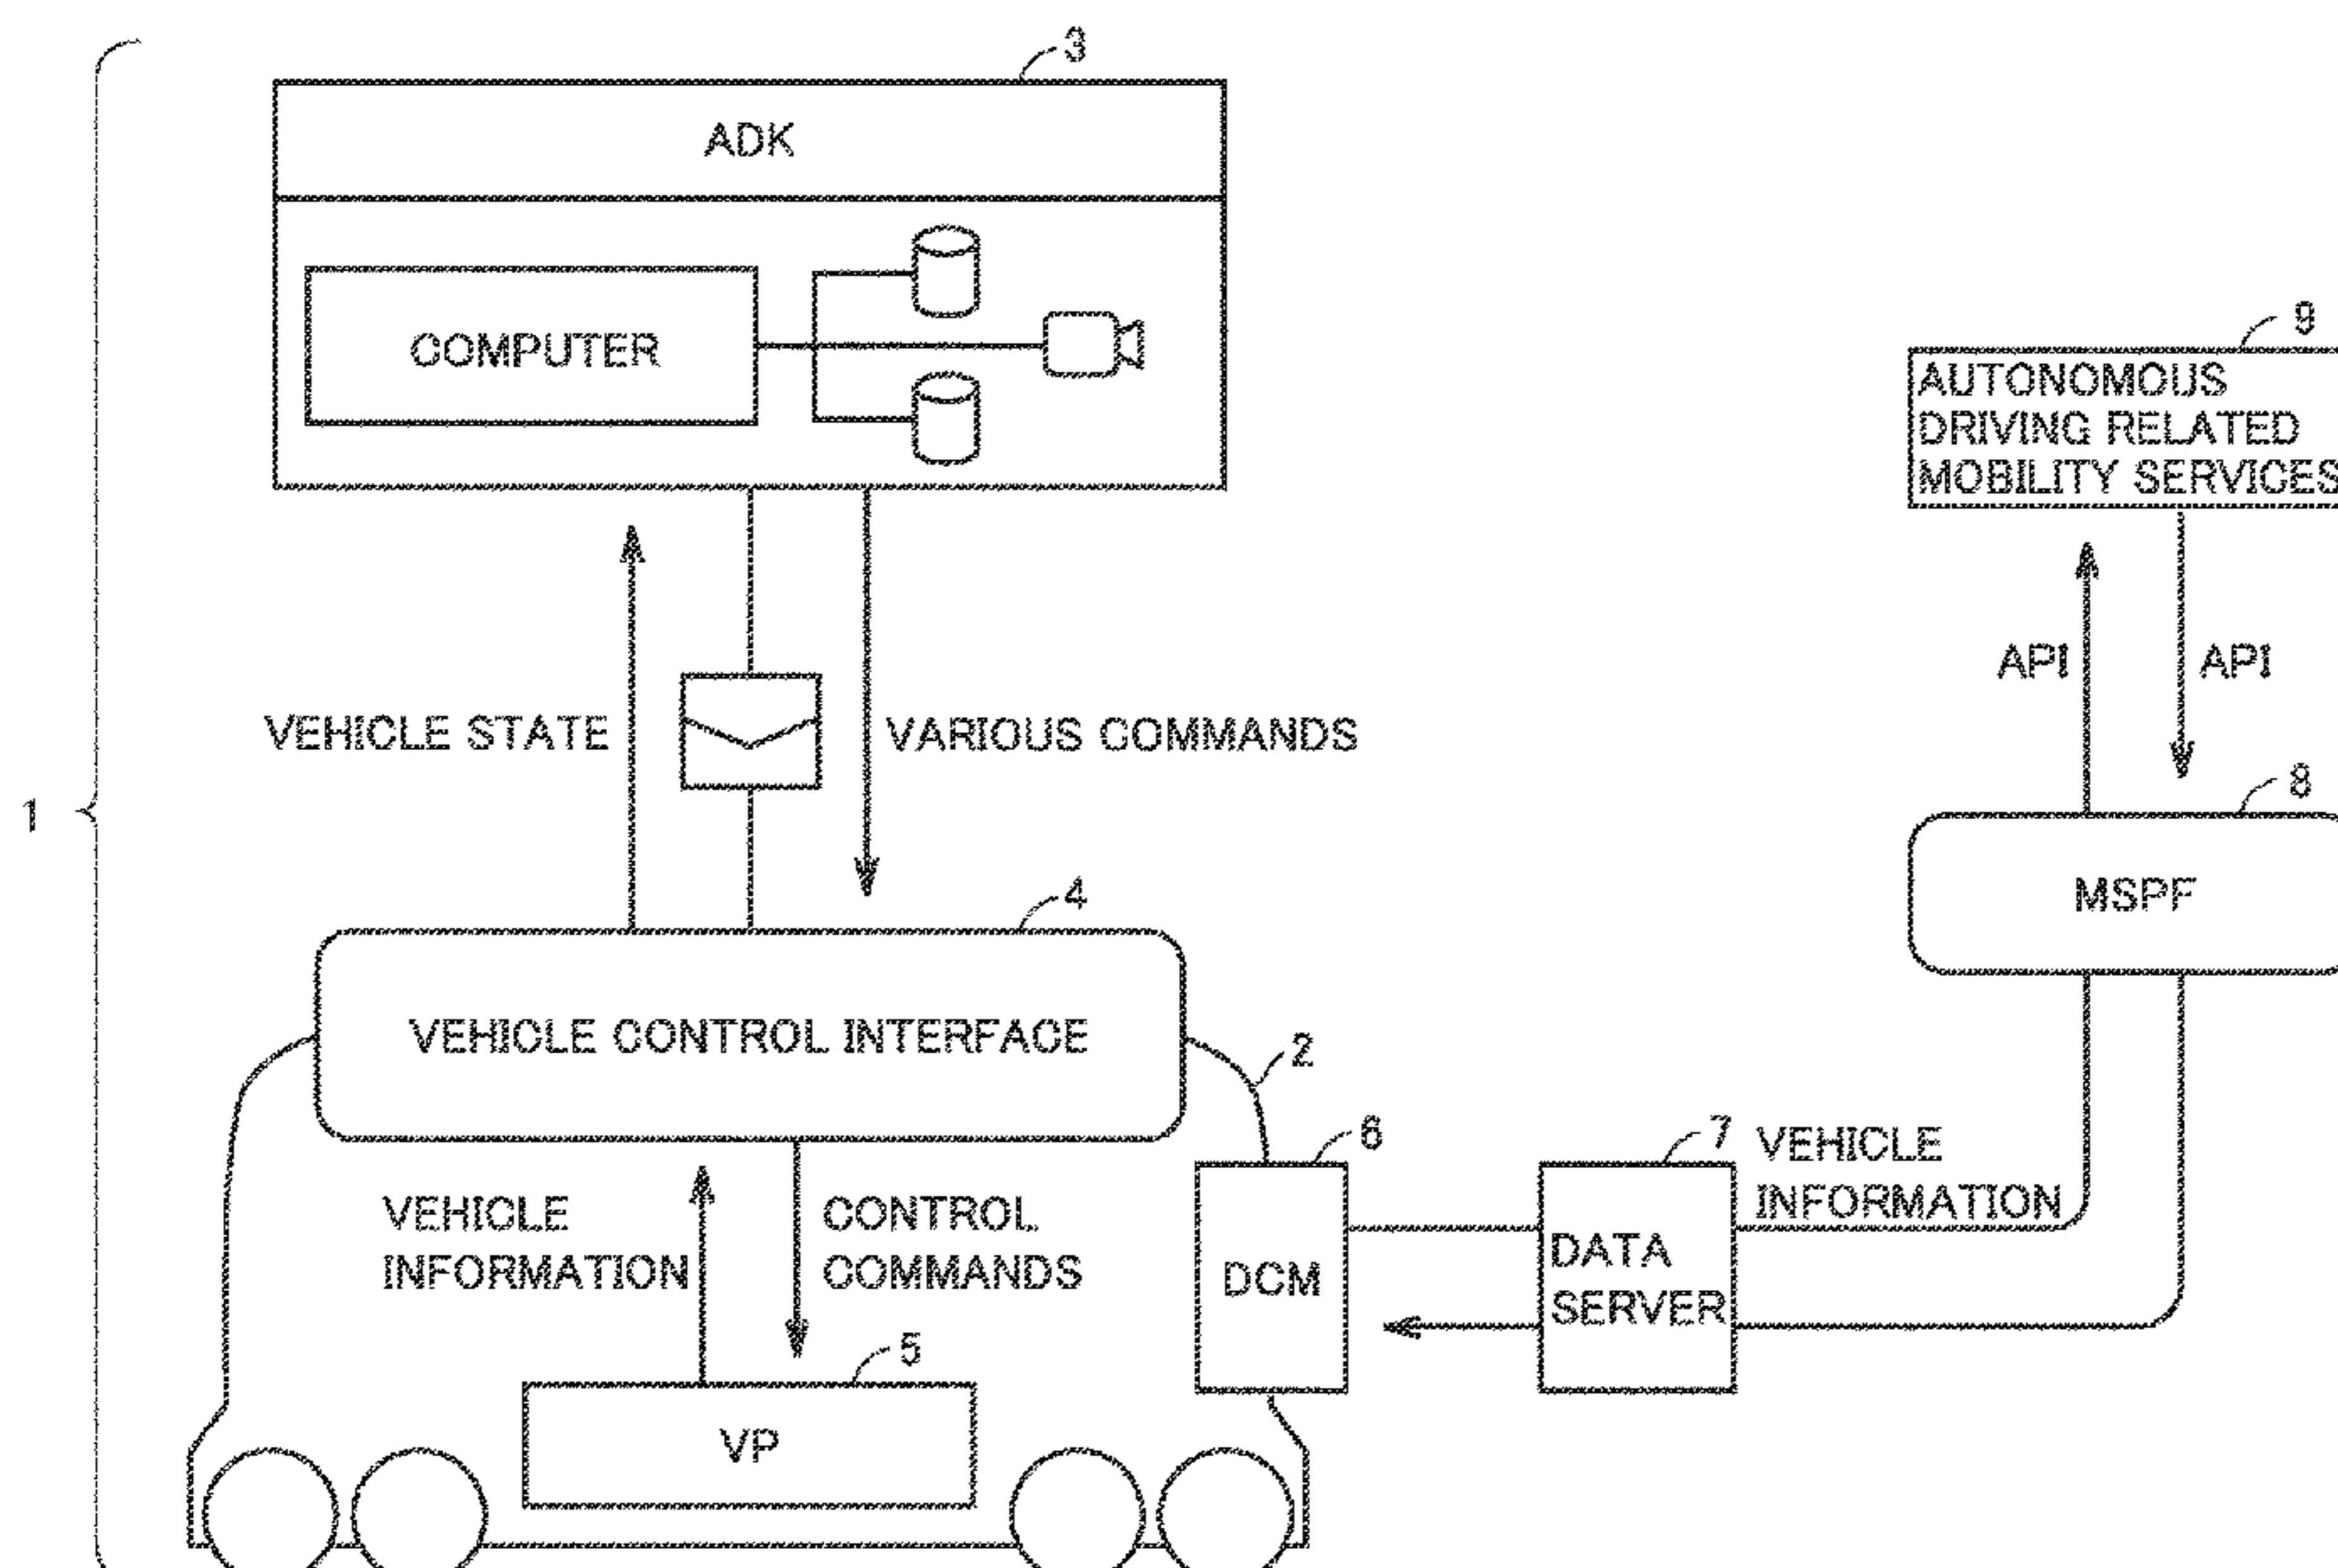 3
ADK
COMPUTER
9
AUTONOMOUS
DRIVING RELATED
MOBILITY SERVICES
API
API
VEHICLE STATE
VARIOUS COMMANDS
8
MSPF
1
4
VEHICLE CONTROL INTERFACE
2
6
7
VEHICLE
INFORMATION
VEHICLE
INFORMATION
CONTROL
COMMANDS
DCM
DATA
SERVER
5
VP